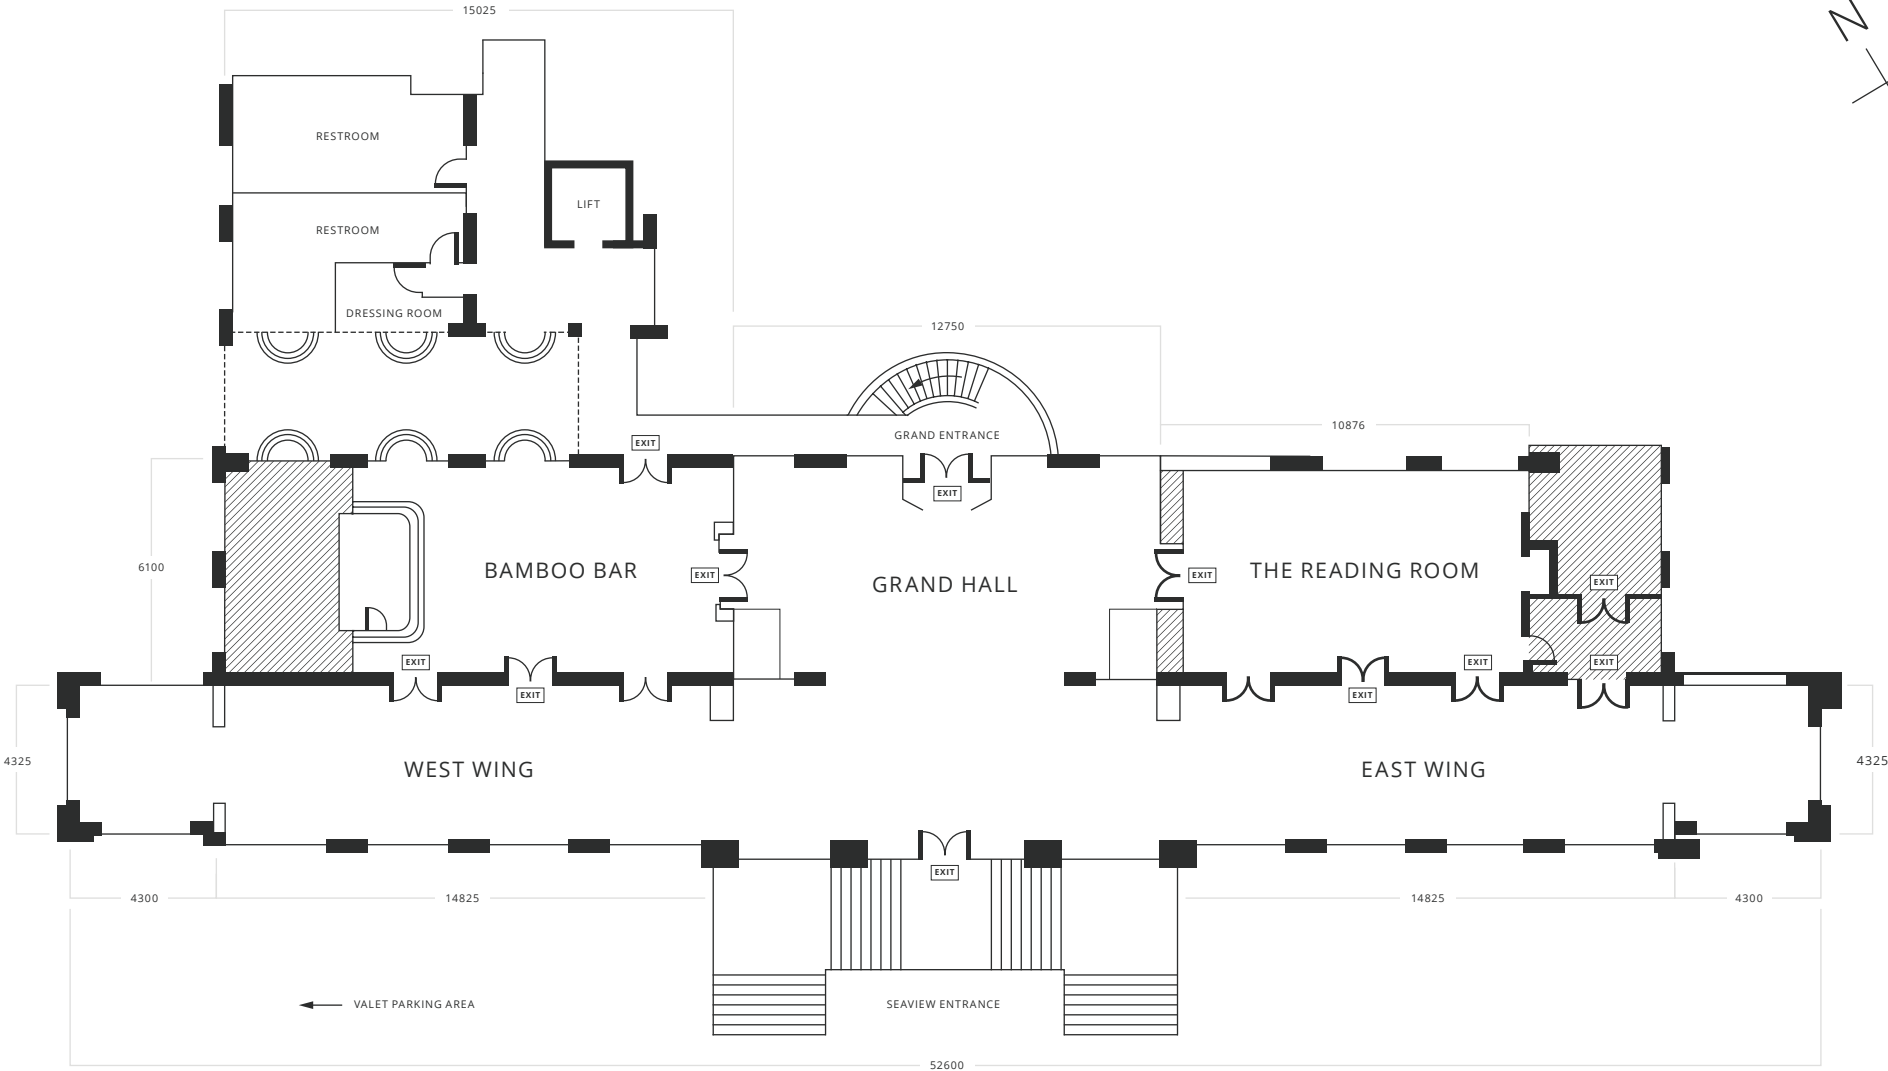 15025
N
RESTROOM
LIFT
RESTROOM
DRESSING ROOM
12750
10876
GRAND ENTRANCE
EXIT
EXIT
6100
BAMBOO BAR
EXIT
GRAND HALL
EXIT
THE READING ROOM
EXIT
EXIT
EXIT
EXIT
EXIT
EXIT
EXIT
4325
WEST WING
EAST WING
4325
EXIT
4300
14825
14825
4300
VALET PARKING AREA
SEAVIEW ENTRANCE
52600